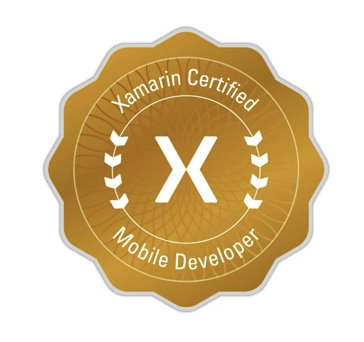 Xamarin Certified
X
Mobile Developer